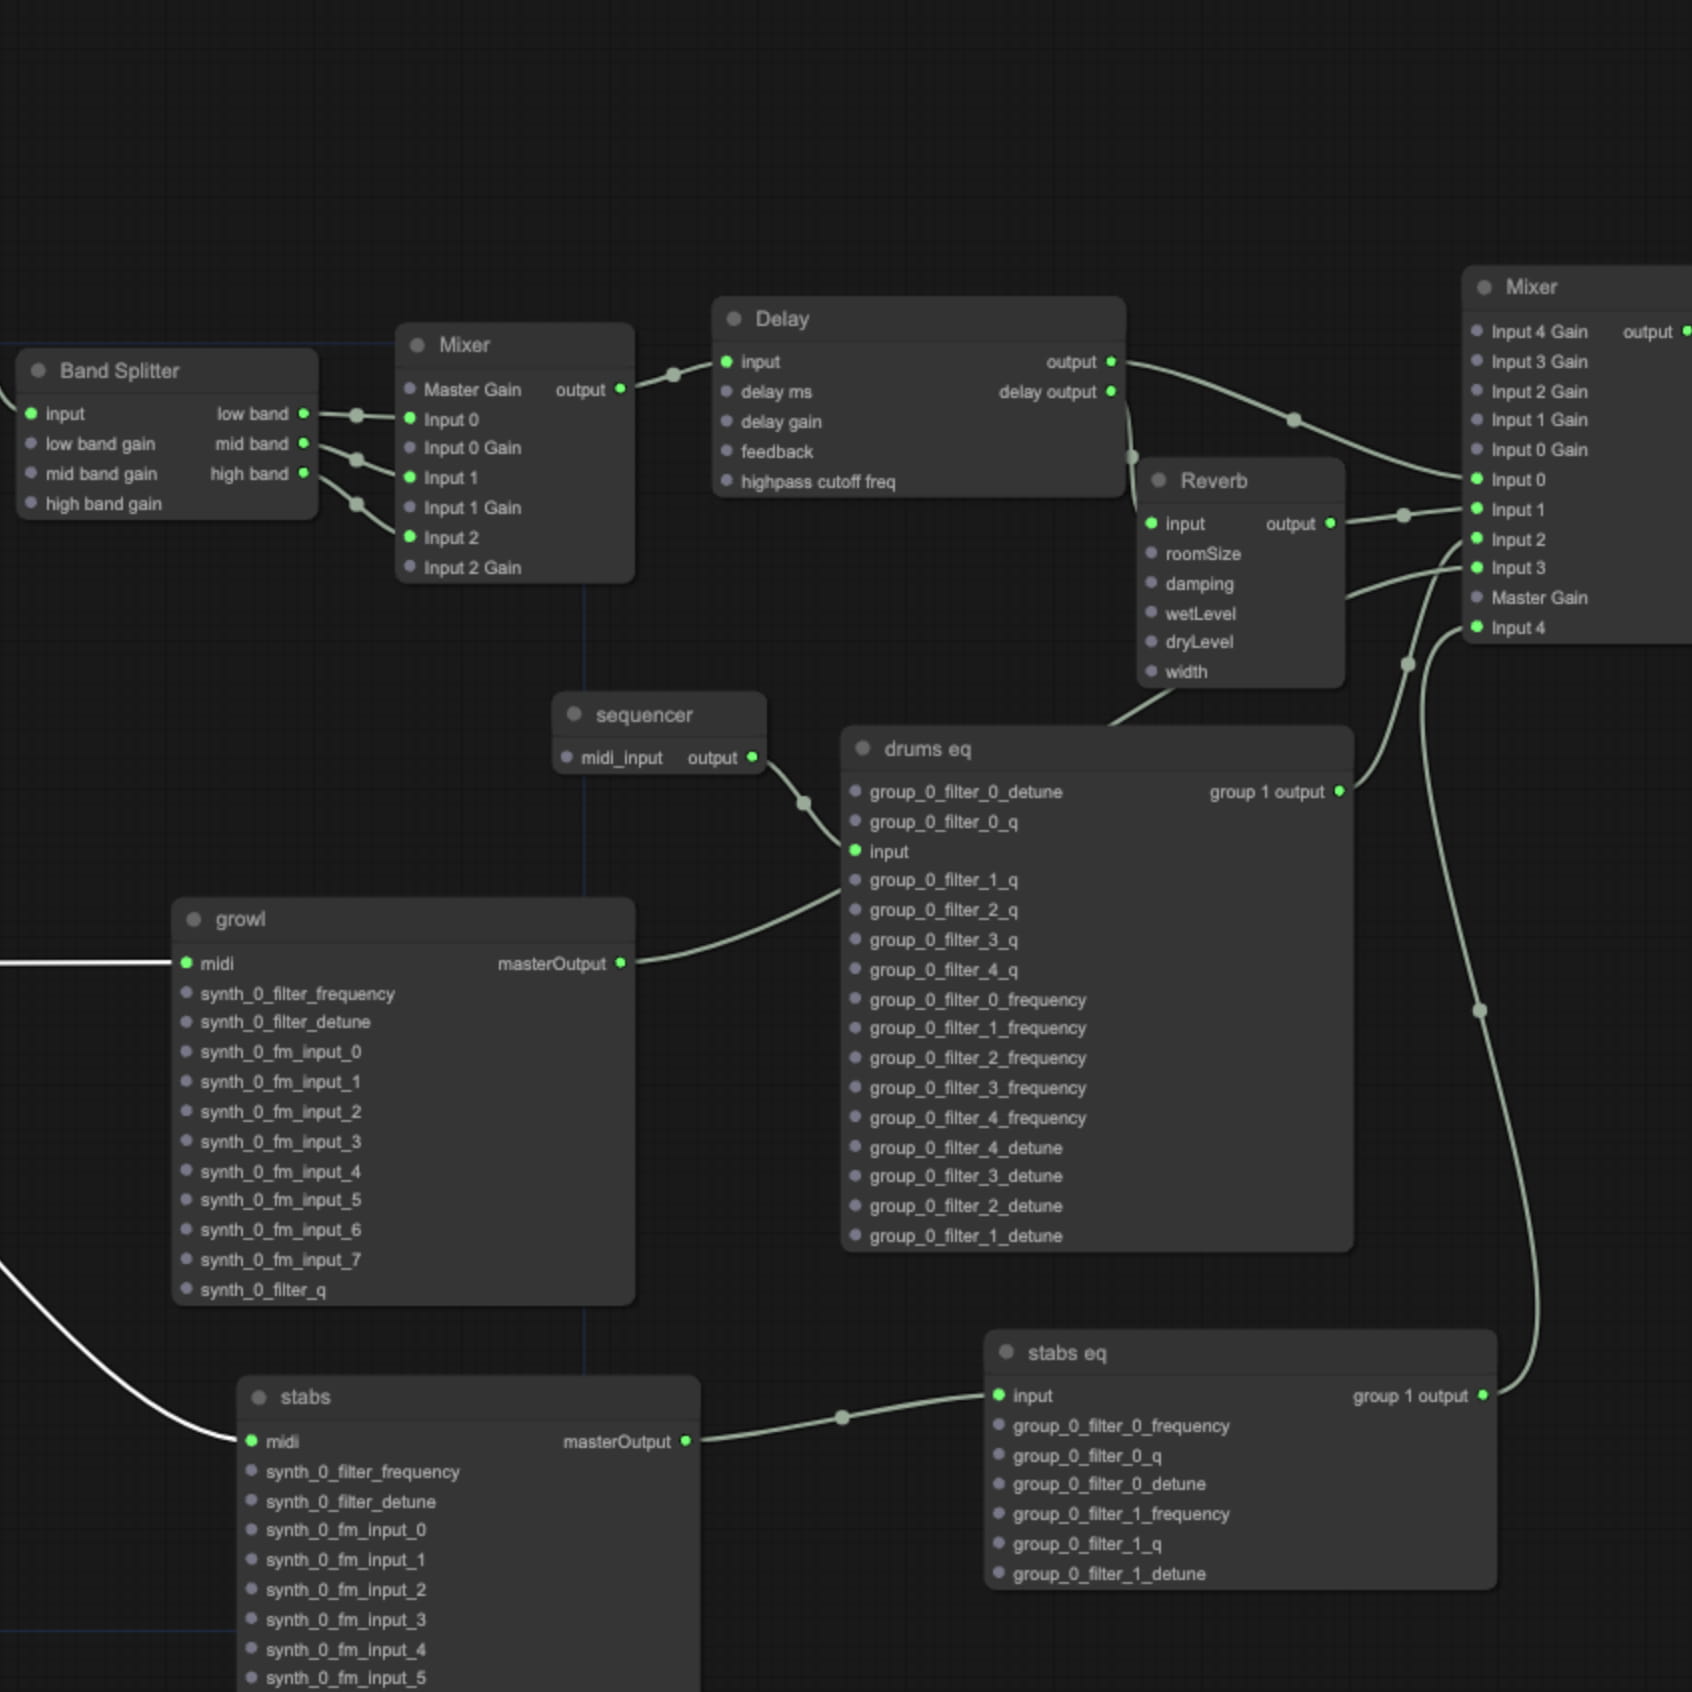 Band Splitter
input low band
low band gain mid band
mid band gain high band
high band gain
Mixer
Master Gain output
Input 0
Input 0 Gain
Input 1
Input 1 Gain
Input 2
Input 2 Gain
Delay
input output
delay ms delay output
delay gain
feedback
highpass cutoff freq
Reverb
input output
roomSize
damping
wetLevel
dryLevel
width
Mixer
Input 4 Gain output
Input 3 Gain
Input 2 Gain
Input 1 Gain
Input 0 Gain
Input 0
Input 1
Input 2
Input 3
Master Gain
Input 4
sequencer
midi_input output
drums eq
group_0_filter_0_detune group 1 output
group_0_filter_0_q
input
group_0_filter_1_q
group_0_filter_2_q
group_0_filter_3_q
group_0_filter_4_q
group_0_filter_0_frequency
group_0_filter_1_frequency
group_0_filter_2_frequency
group_0_filter_3_frequency
group_0_filter_4_frequency
group_0_filter_4_detune
group_0_filter_3_detune
group_0_filter_2_detune
group_0_filter_1_detune
growl
midi masterOutput
synth_0_filter_frequency
synth_0_filter_detune
synth_0_fm_input_0
synth_0_fm_input_1
synth_0_fm_input_2
synth_0_fm_input_3
synth_0_fm_input_4
synth_0_fm_input_5
synth_0_fm_input_6
synth_0_fm_input_7
synth_0_filter_q
stabs
midi masterOutput
synth_0_filter_frequency
synth_0_filter_detune
synth_0_fm_input_0
synth_0_fm_input_1
synth_0_fm_input_2
synth_0_fm_input_3
synth_0_fm_input_4
synth_0_fm_input_5
stabs eq
input group 1 output
group_0_filter_0_frequency
group_0_filter_0_q
group_0_filter_0_detune
group_0_filter_1_frequency
group_0_filter_1_q
group_0_filter_1_detune